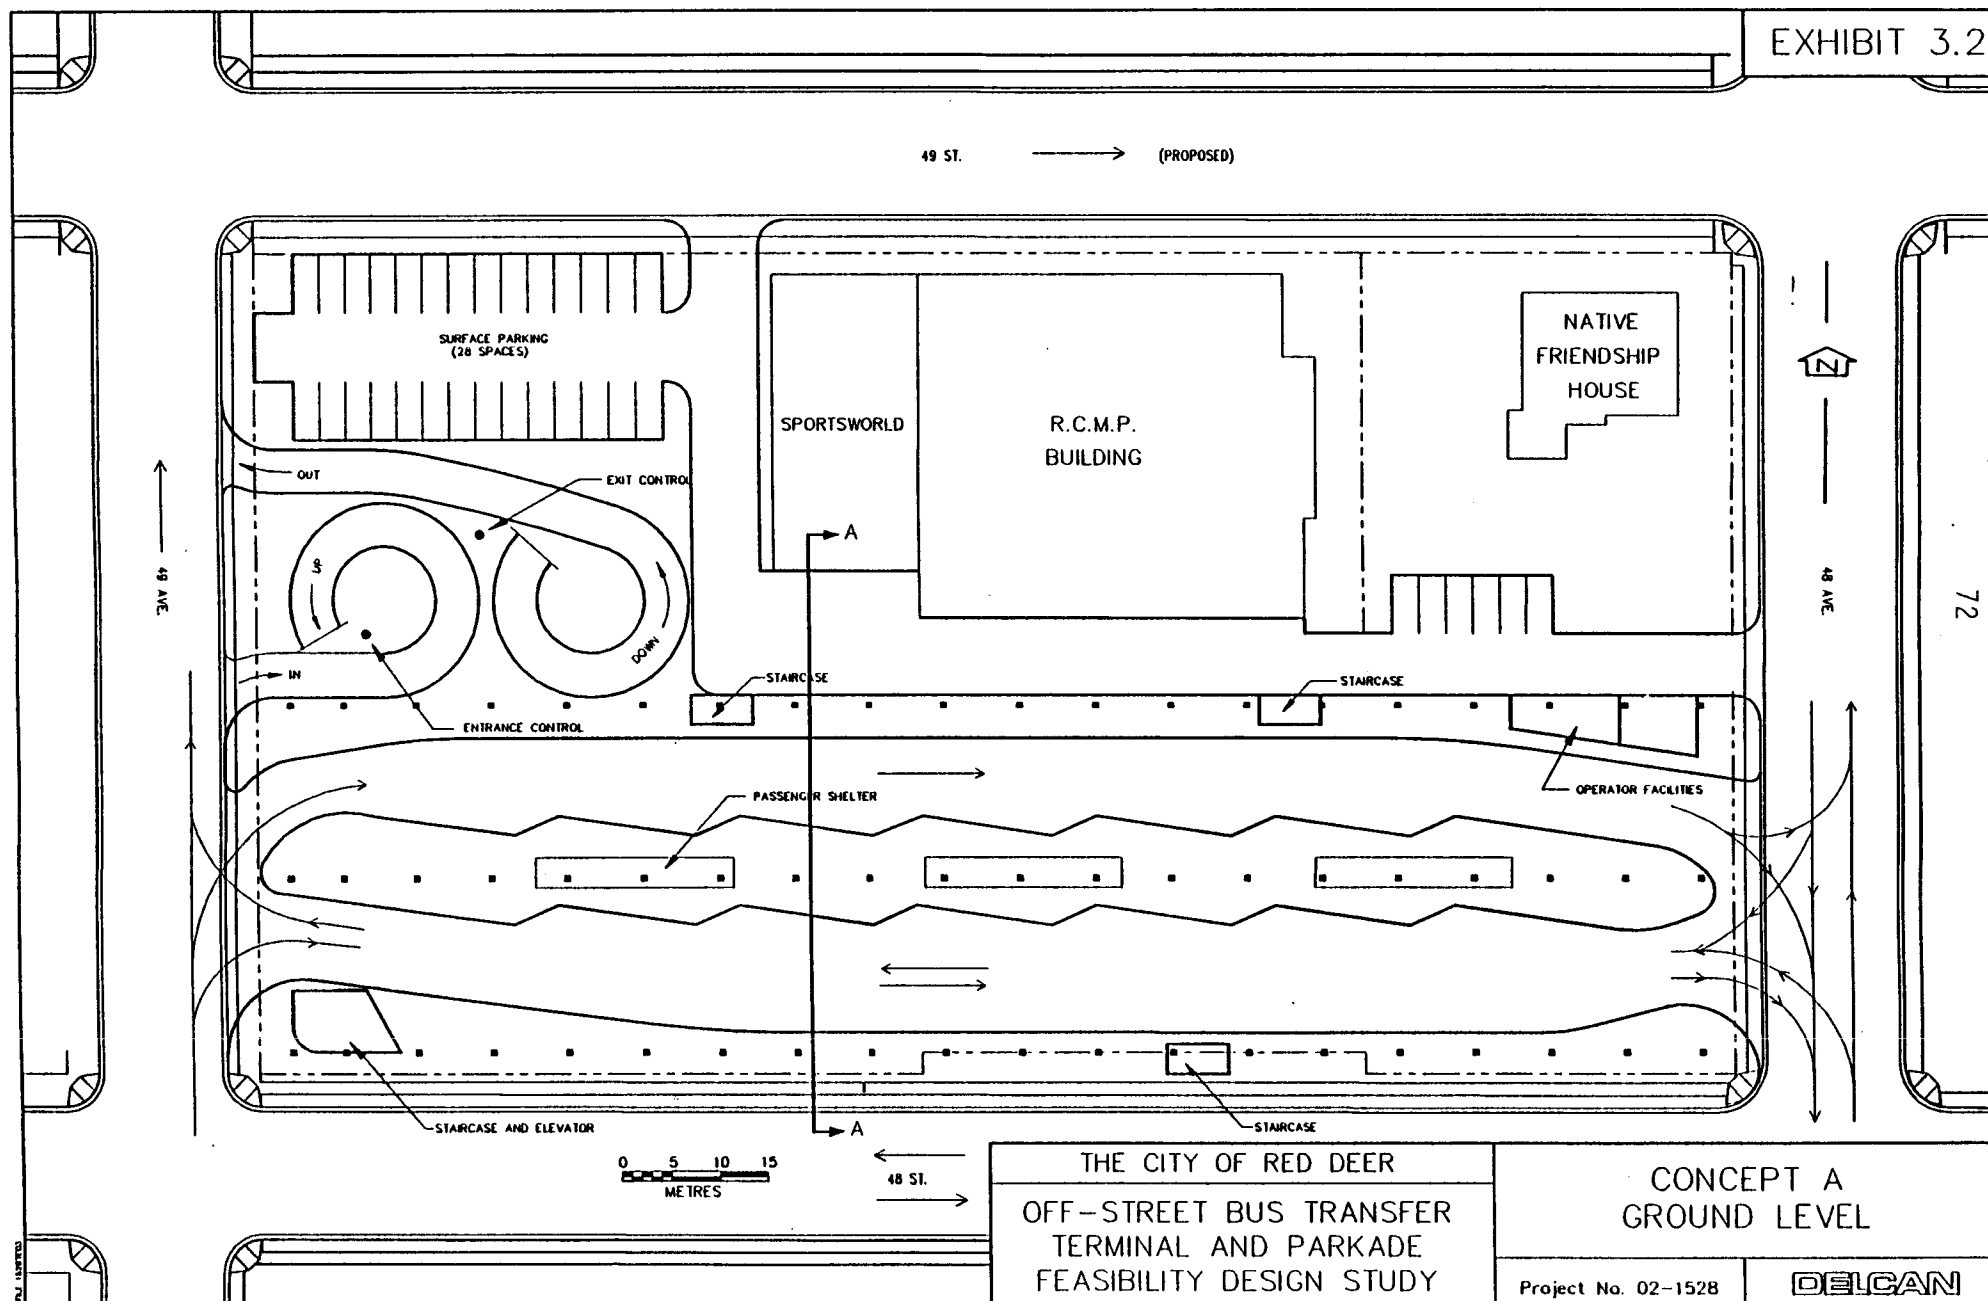 EXHIBIT 3.2
49 ST.
(PROPOSED)
SURFACE PARKING
(28 SPACES)
SPORTSWORLD
R.C.M.P.
BUILDING
NATIVE
FRIENDSHIP
HOUSE
N
OUT
EXIT CONTROL
UP
DOWN
IN
ENTRANCE CONTROL
49 AVE.
48 AVE.
72
A
STAIRCASE
STAIRCASE
OPERATOR FACILITIES
PASSENGER SHELTER
STAIRCASE AND ELEVATOR
A
STAIRCASE
0 5 10 15
METRES
48 ST.
THE CITY OF RED DEER
OFF-STREET BUS TRANSFER
TERMINAL AND PARKADE
FEASIBILITY DESIGN STUDY
CONCEPT A
GROUND LEVEL
Project No. 02-1528
DELCAN